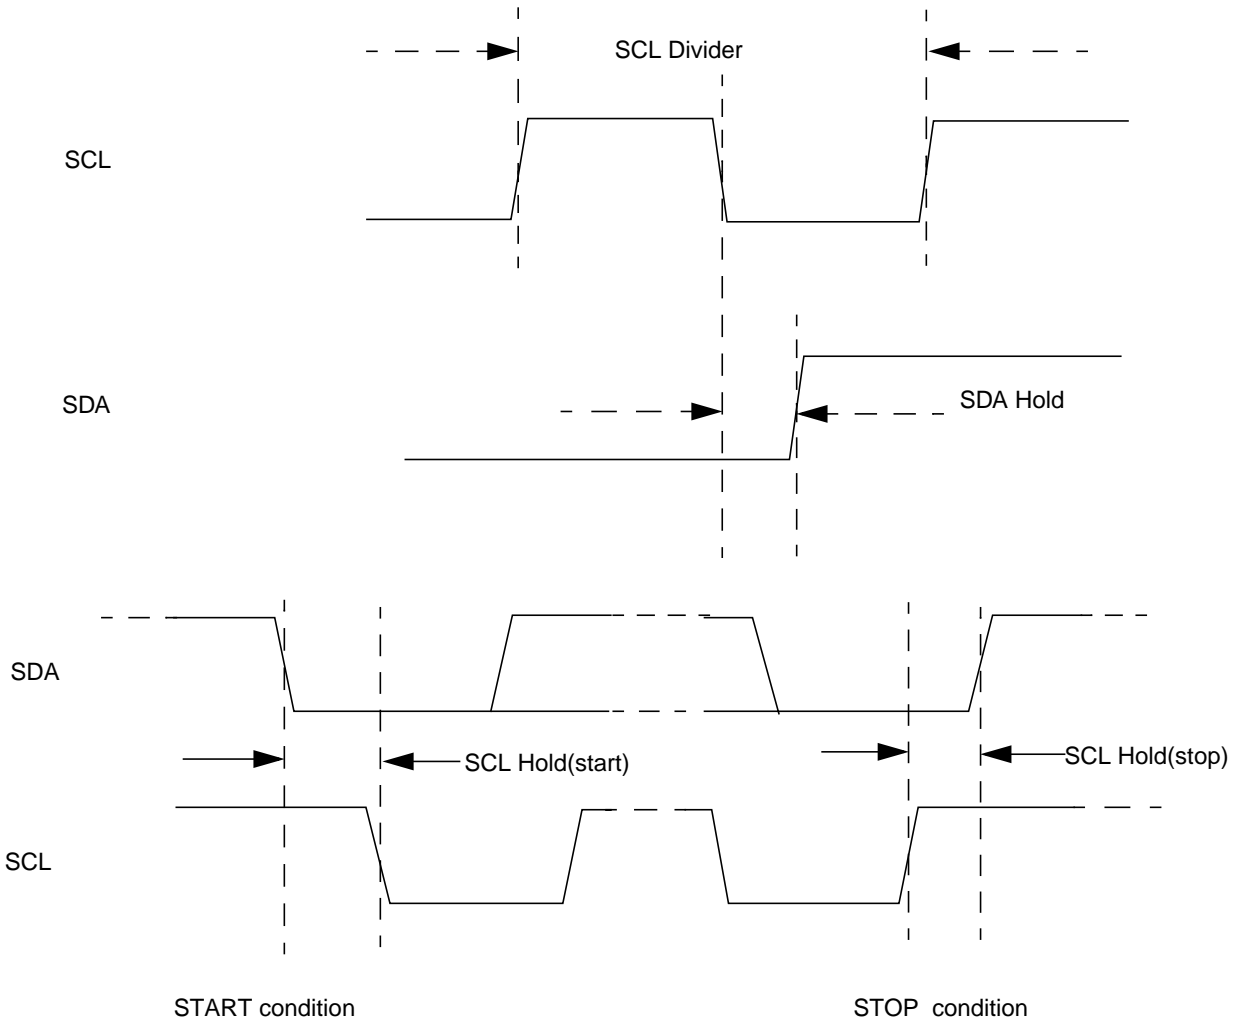 SCL Divider
SCL
SDA
SDA Hold
SDA
SCL Hold(start)
SCL Hold(stop)
SCL
START condition
STOP condition